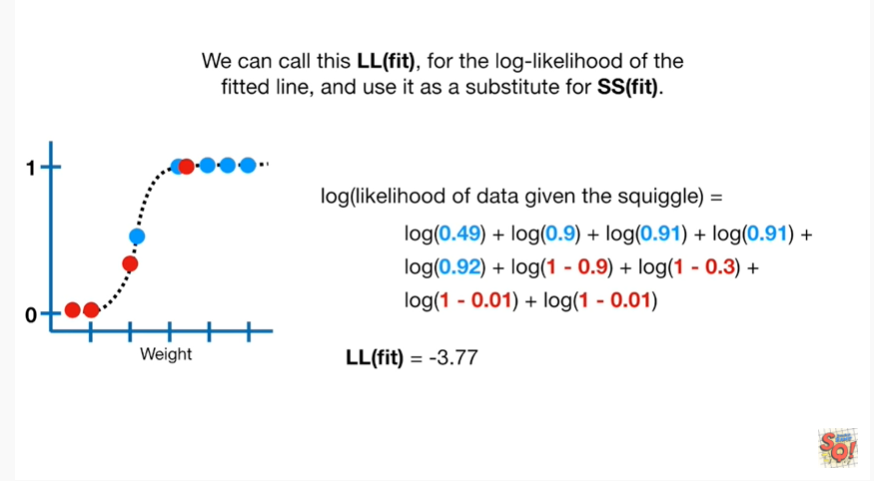 We can call this LL(fit), for the log-likelihood of the
fitted line, and use it as a substitute for SS(fit).
1
log(likelihood of data given the squiggle) =
log(0.49) + log(0.9) + log(0.91) + log(0.91) +
log(0.92) + log(1 - 0.9) + log(1 - 0.3) +
log(1 - 0.01) + log(1 - 0.01)
0
Weight
LL(fit) = -3.77
SQ!